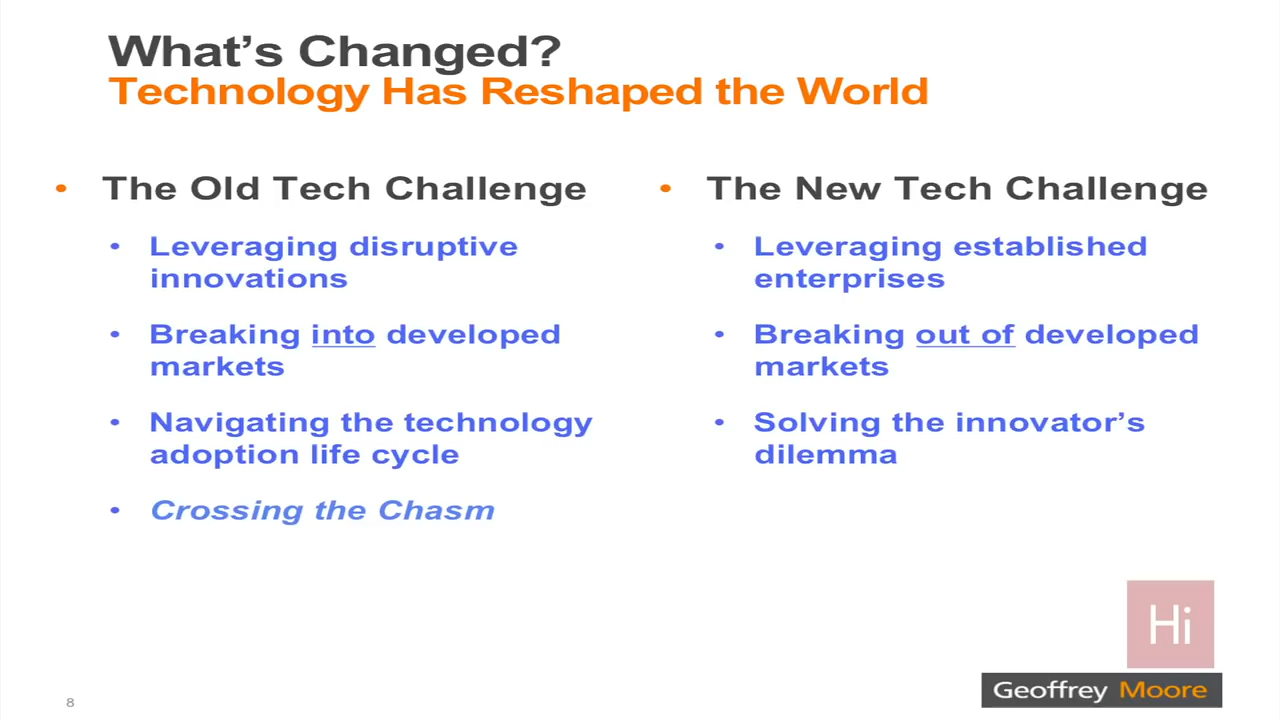 What's Changed?
Technology Has Reshaped the World
• The Old Tech Challenge
• Leveraging disruptive
innovations
• Breaking into developed
markets
• Navigating the technology
adoption life cycle
• Crossing the Chasm
• The New Tech Challenge
• Leveraging established
enterprises
• Breaking out of developed
markets
• Solving the innovator's
dilemma
Hi
Geoffrey Moore
8